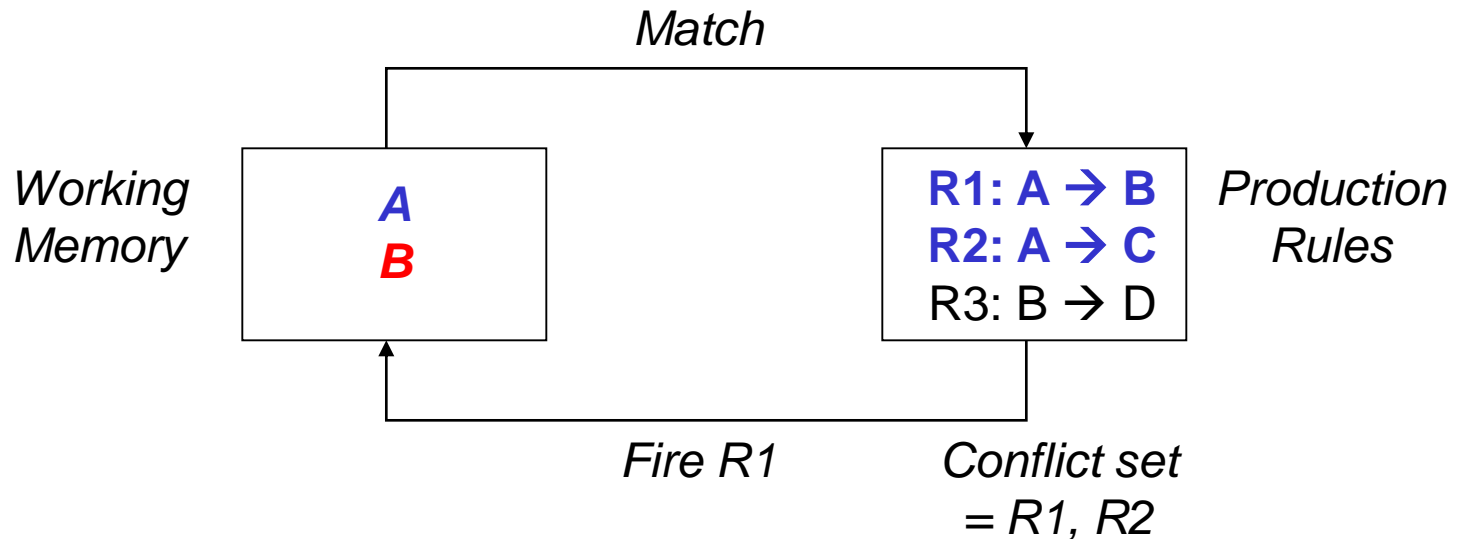 Match
Working
Memory
A
B
R1: A → B
R2: A → C
R3: B → D
Production
Rules
Fire R1
Conflict set
= R1, R2